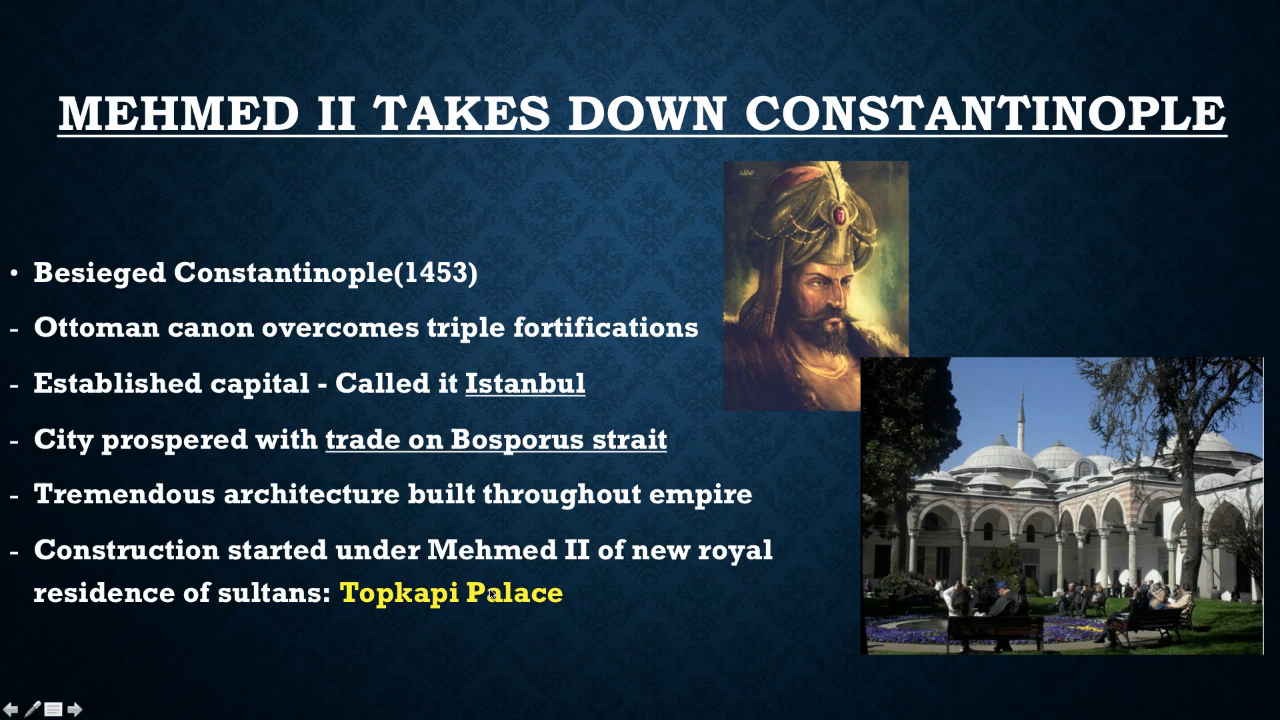 MEHMED II TAKES DOWN CONSTANTINOPLE
• Besieged Constantinople(1453)
- Ottoman canon overcomes triple fortifications
- Established capital - Called it Istanbul
- City prospered with trade on Bosporus strait
- Tremendous architecture built throughout empire
- Construction started under Mehmed II of new royal
residence of sultans: Topkapi Palace